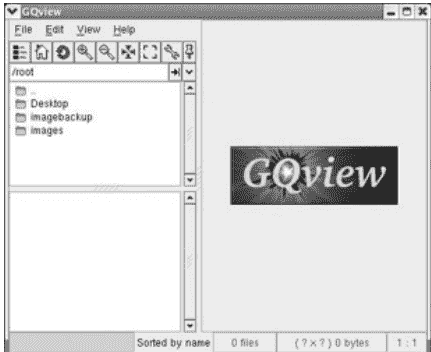 GQview
File Edit View Help
/root
..
Desktop
imagebackup
images
GQview
Sorted by name 0 files ( ? × ? ) 0 bytes 1 : 1